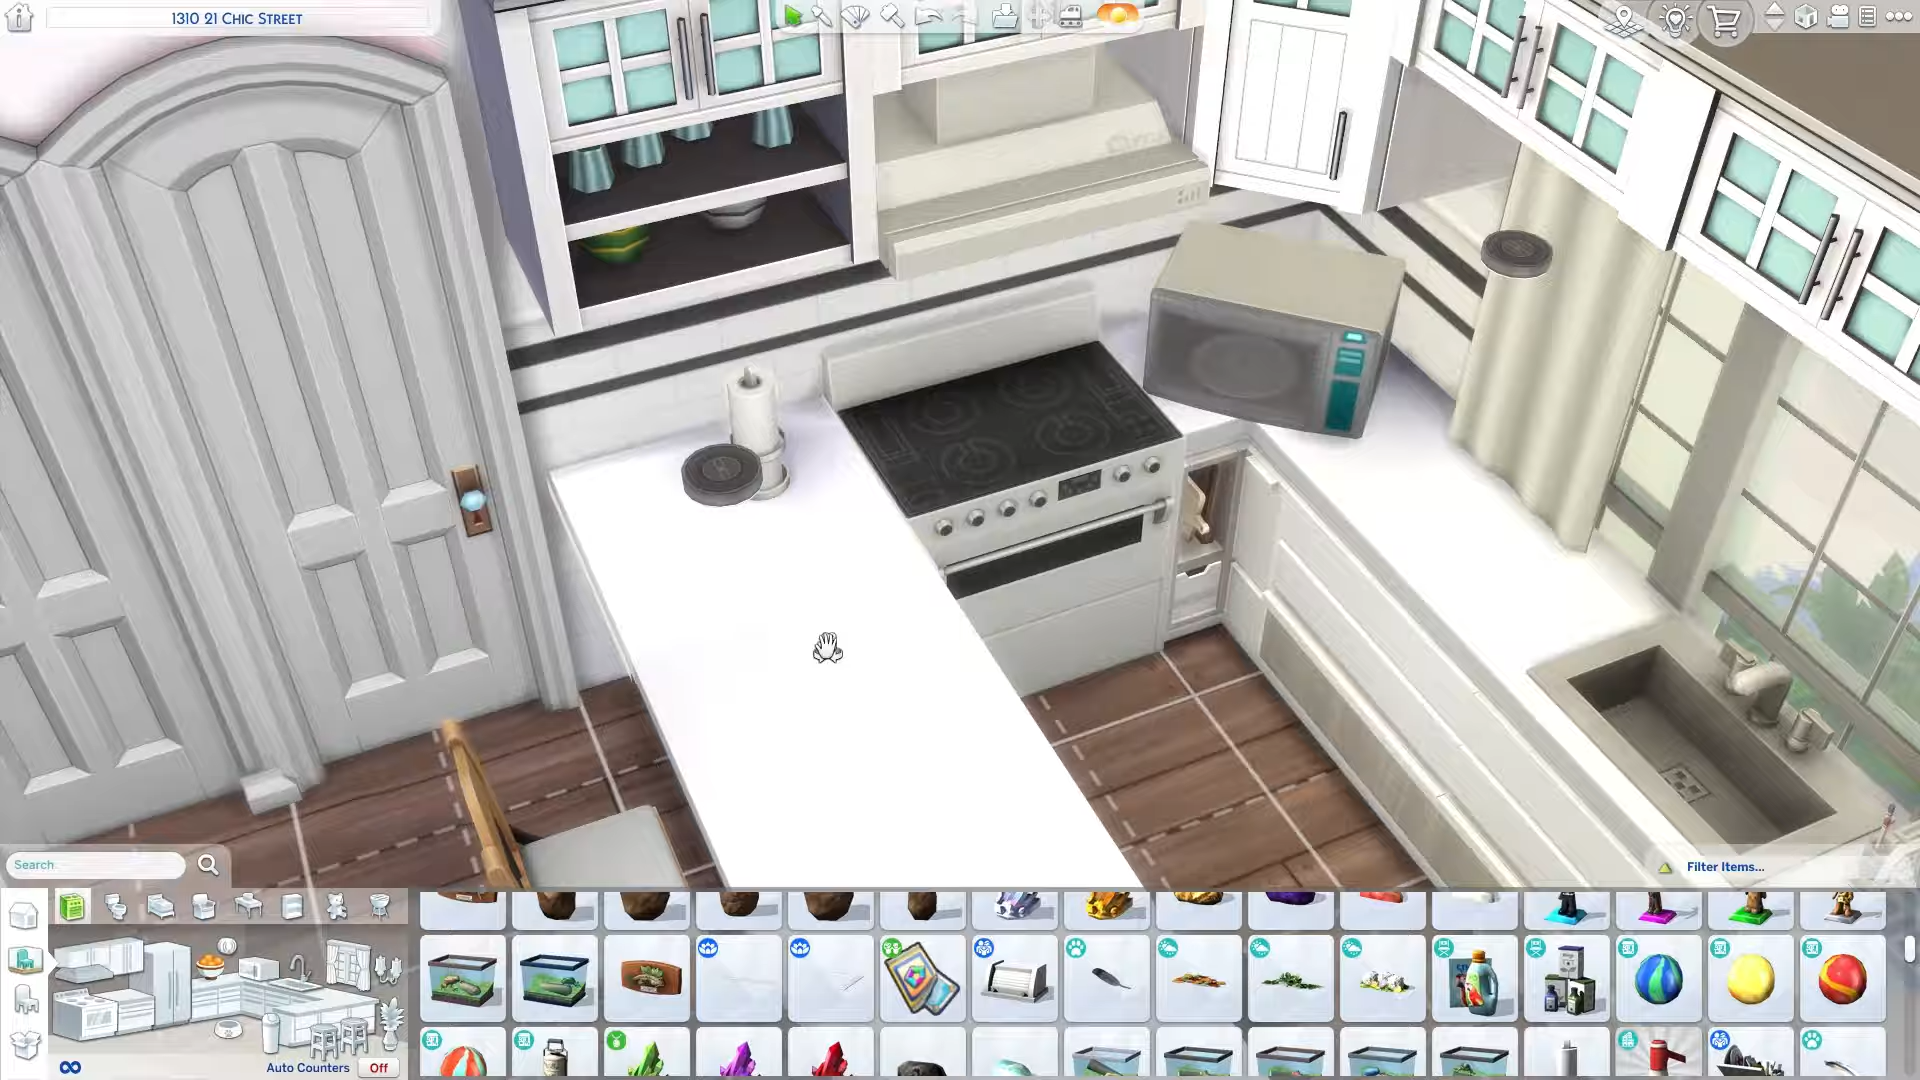 1310 21 Chic Street
Search
Filter Items...
Auto Counters Off